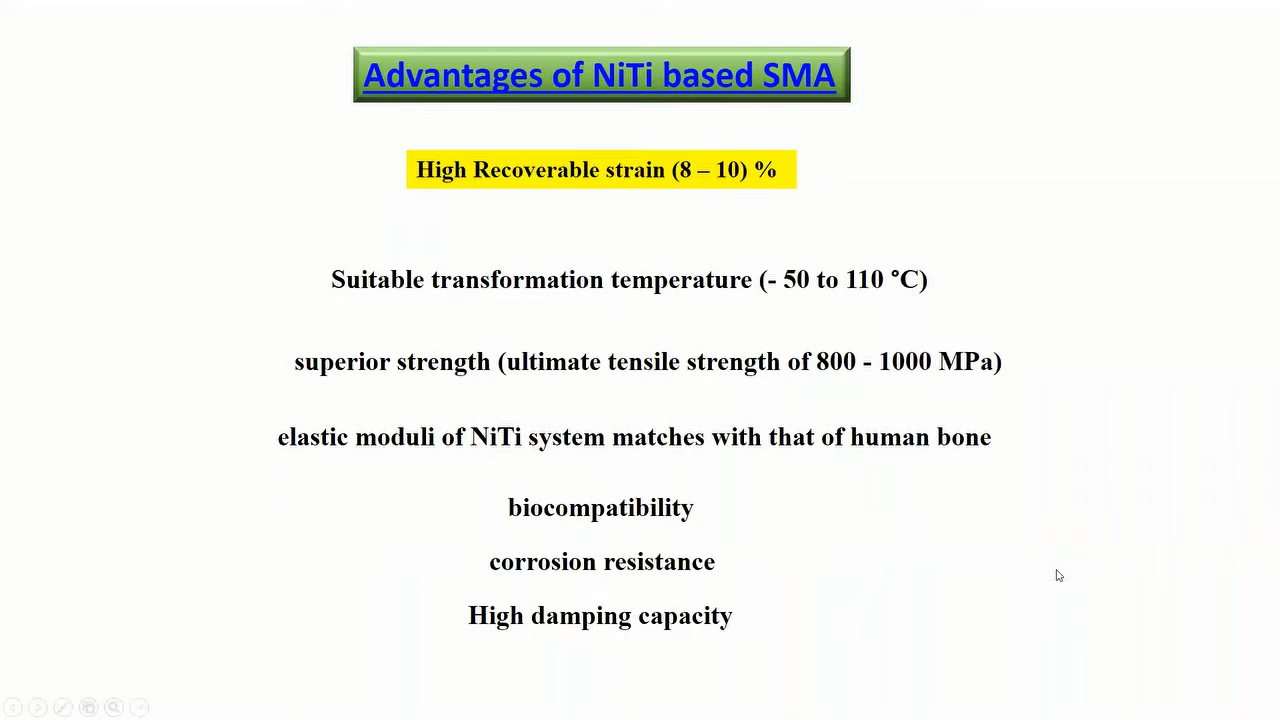 Advantages of NiTi based SMA
High Recoverable strain (8 – 10) %
Suitable transformation temperature (- 50 to 110 °C)
superior strength (ultimate tensile strength of 800 - 1000 MPa)
elastic moduli of NiTi system matches with that of human bone
biocompatibility
corrosion resistance
High damping capacity